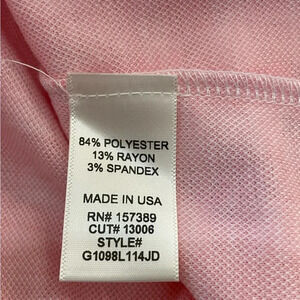 84% POLYESTER
13% RAYON
3% SPANDEX
MADE IN USA
RN# 157389
CUT# 13006
STYLE#
G1098L114JD